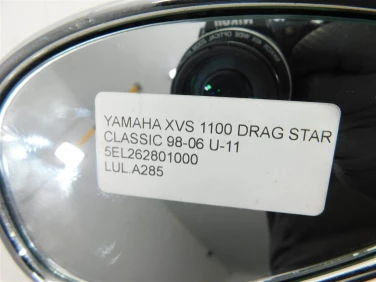 YAMAHA XVS 1100 DRAG STAR
CLASSIC 98-06 U-11
5EL262801000
LUL.A285